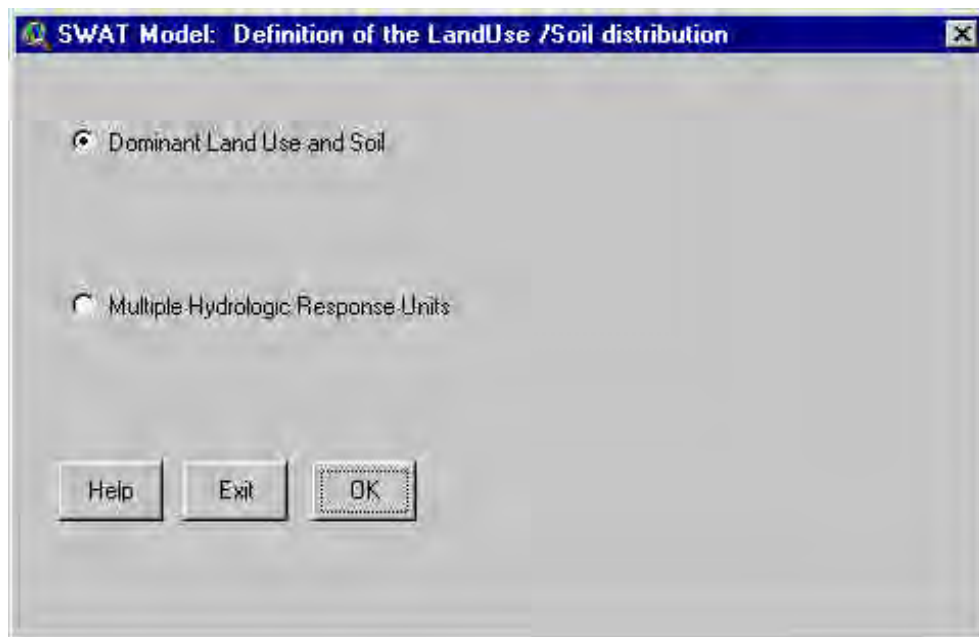 SWAT Model: Definition of the LandUse /Soil distribution
Dominant Land Use and Soil
Multiple Hydrologic Response Units
Help Exit OK